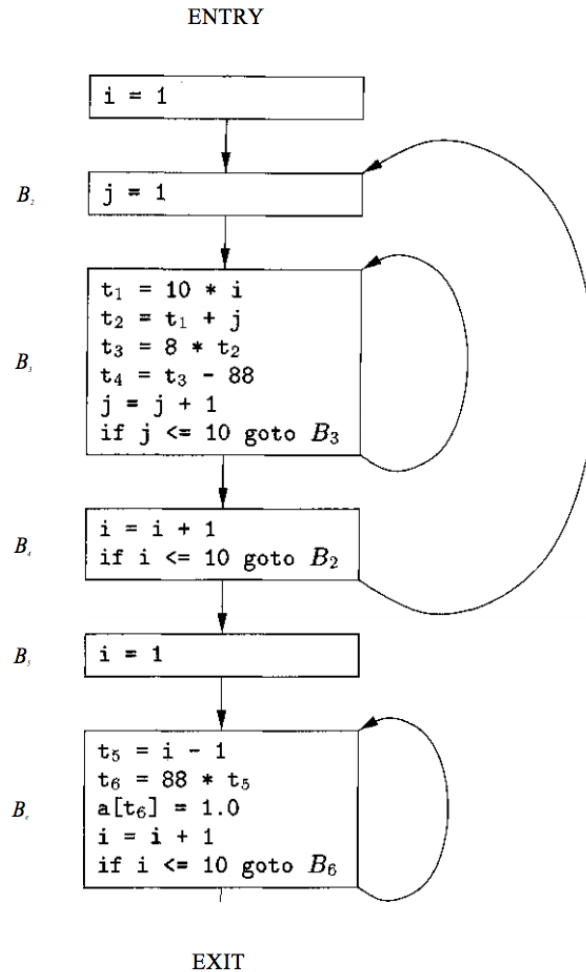 ENTRY
i = 1
B₂
j = 1
B₃
t₁ = 10 * i
t₂ = t₁ + j
t₃ = 8 * t₂
t₄ = t₃ - 88
j = j + 1
if j <= 10 goto B₃
B₄
i = i + 1
if i <= 10 goto B₂
B₅
i = 1
B₆
t₅ = i - 1
t₆ = 88 * t₅
a[t₆] = 1.0
i = i + 1
if i <= 10 goto B₆
EXIT